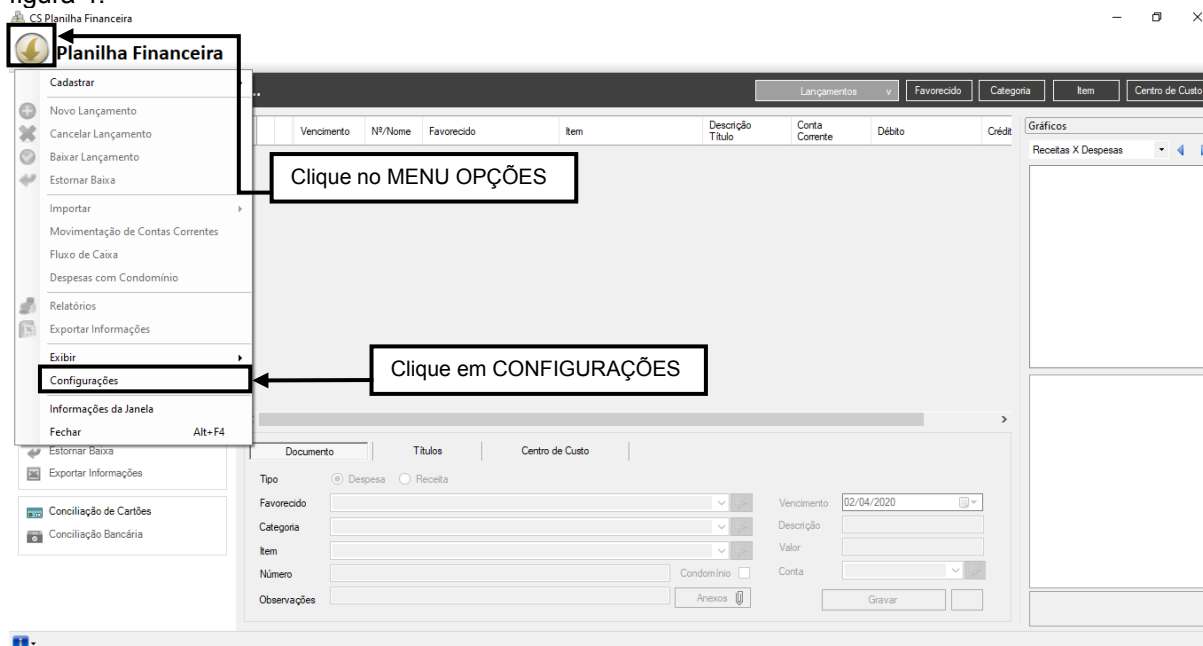 figura 4.
CS Planilha Financeira
Planilha Financeira
Cadastrar
Novo Lançamento
Cancelar Lançamento
Baixar Lançamento
Estornar Baixa
Importar
Movimentação de Contas Correntes
Fluxo de Caixa
Despesas com Condomínio
Relatórios
Exportar Informações
Exibir
Configurações
Informações da Janela
Fechar Alt+F4
Estornar Baixa
Exportar Informações
Conciliação de Cartões
Conciliação Bancária
Lançamentos v Favorecido Categoria Item Centro de Custo
Vencimento Nº/Nome Favorecido Item Descrição Título Conta Corrente Débito Crédit
Clique no MENU OPÇÕES
Clique em CONFIGURAÇÕES
Gráficos
Receitas X Despesas
Documento Títulos Centro de Custo
Tipo Despesa Receita
Favorecido Vencimento 02/04/2020
Categoria Descrição
Item Valor
Número Condomínio Conta
Observações Anexos Gravar